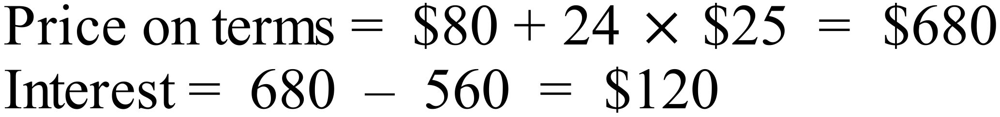 Price on terms = $80 + 24 × $25 = $680
Interest = 680 – 560 = $120